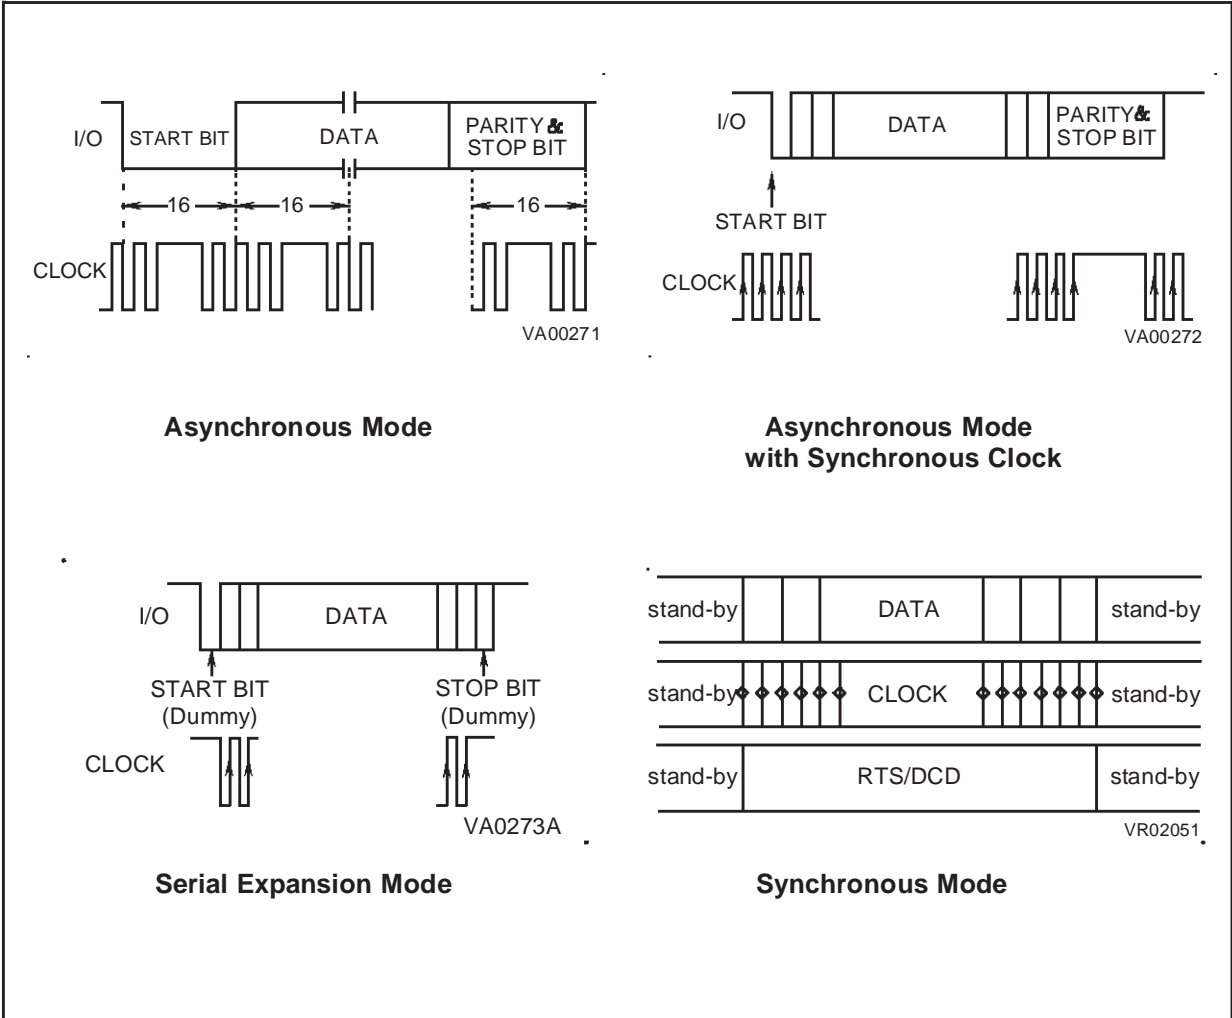 I/O
START BIT
DATA
PARITY &
STOP BIT
16
16
16
CLOCK
VA00271
Asynchronous Mode
I/O
DATA
PARITY&
STOP BIT
START BIT
CLOCK
VA00272
Asynchronous Mode
with Synchronous Clock
I/O
DATA
START BIT
(Dummy)
STOP BIT
(Dummy)
CLOCK
VA0273A
Serial Expansion Mode
stand-by
DATA
stand-by
stand-by
CLOCK
stand-by
stand-by
RTS/DCD
stand-by
VR02051
Synchronous Mode